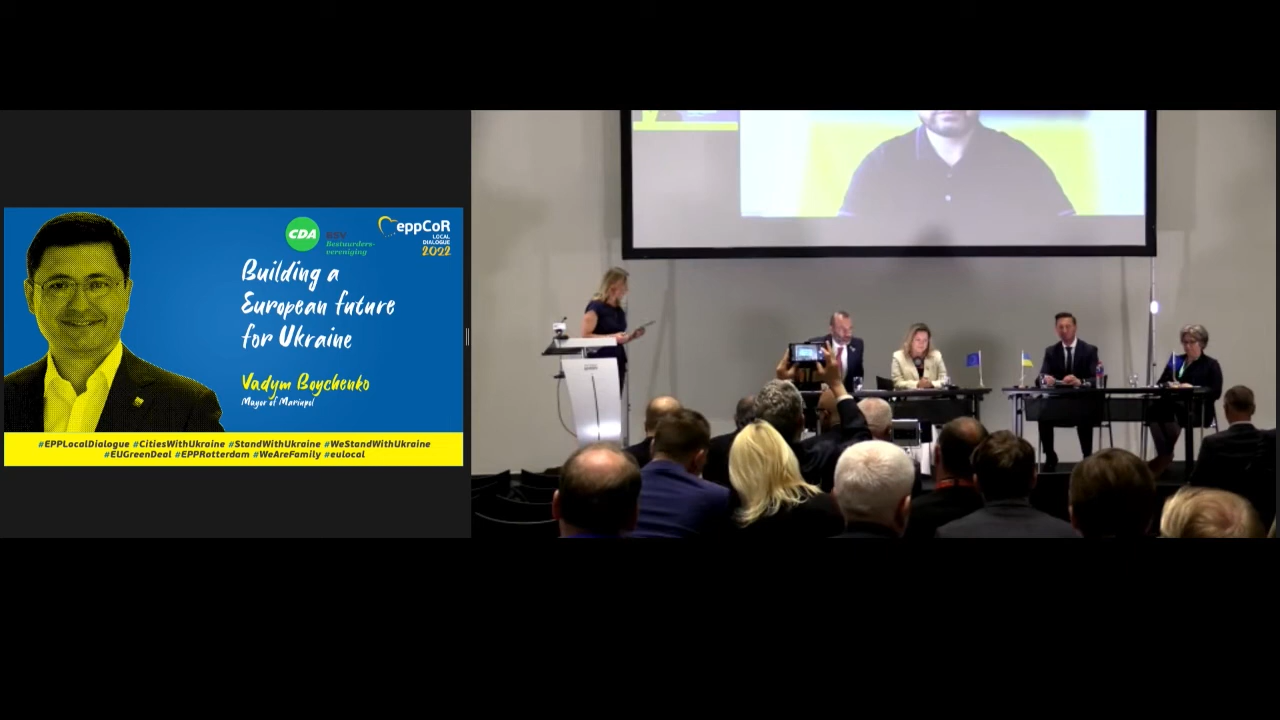 CDA
BSV
Bestuurders-
vereniging
eppCoR
LOCAL
DIALOGUE
2022
Building a
European future
for Ukraine
Vadym Boychenko
Mayor of Mariupol
#EPPLocalDialogue #CitiesWithUkraine #StandWithUkraine #WeStandWithUkraine
#EUGreenDeal #EPPRotterdam #WeAreFamily #eulocal